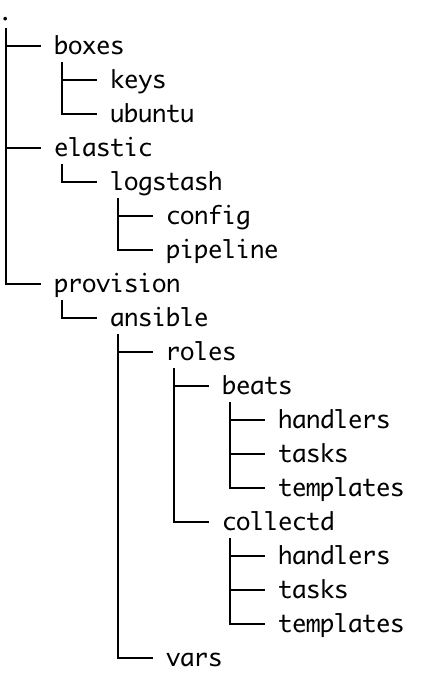 .
boxes
keys
ubuntu
elastic
logstash
config
pipeline
provision
ansible
roles
beats
handlers
tasks
templates
collectd
handlers
tasks
templates
vars